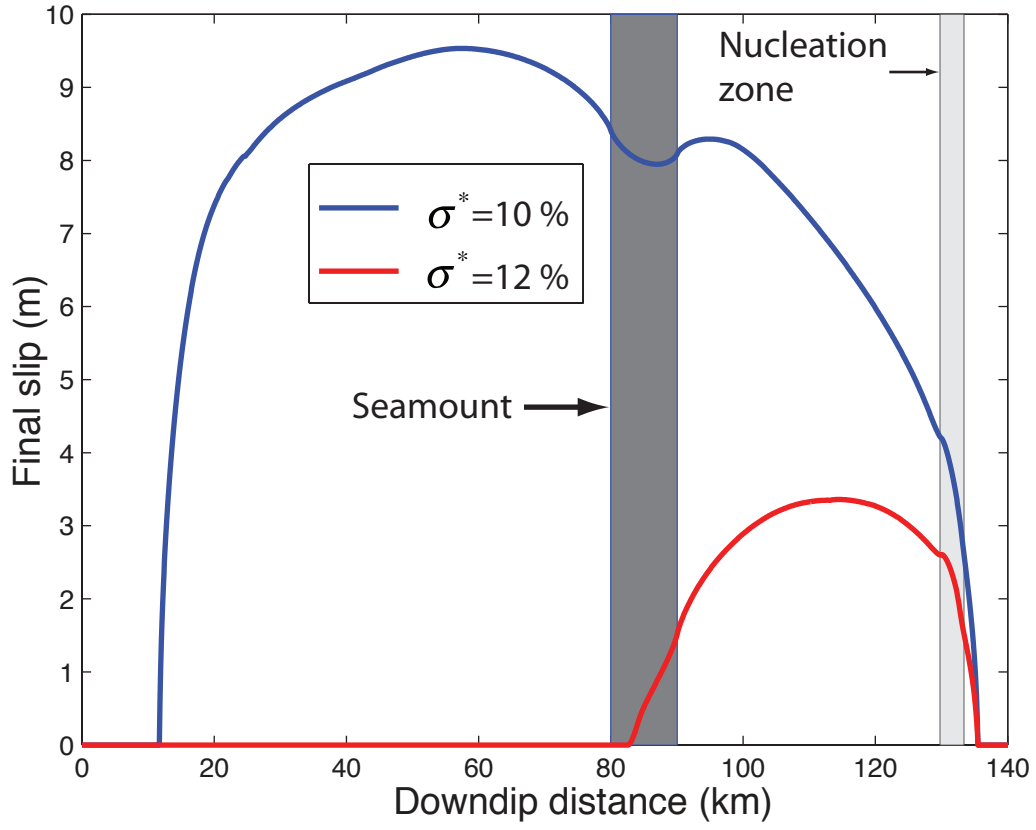 10
9
8
7
6
5
4
3
2
1
0
Final slip (m)
Nucleation
zone
σ*=10 %
σ*=12 %
Seamount
0 20 40 60 80 100 120 140
Downdip distance (km)